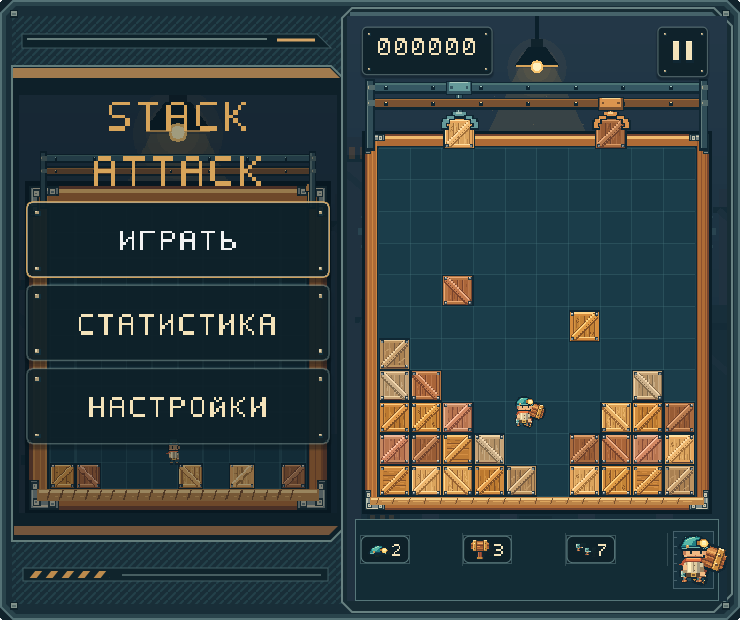 STACK
ATTACK
ИГРАТЬ
СТАТИСТИКА
НАСТРОЙКИ
000000
2
3
7